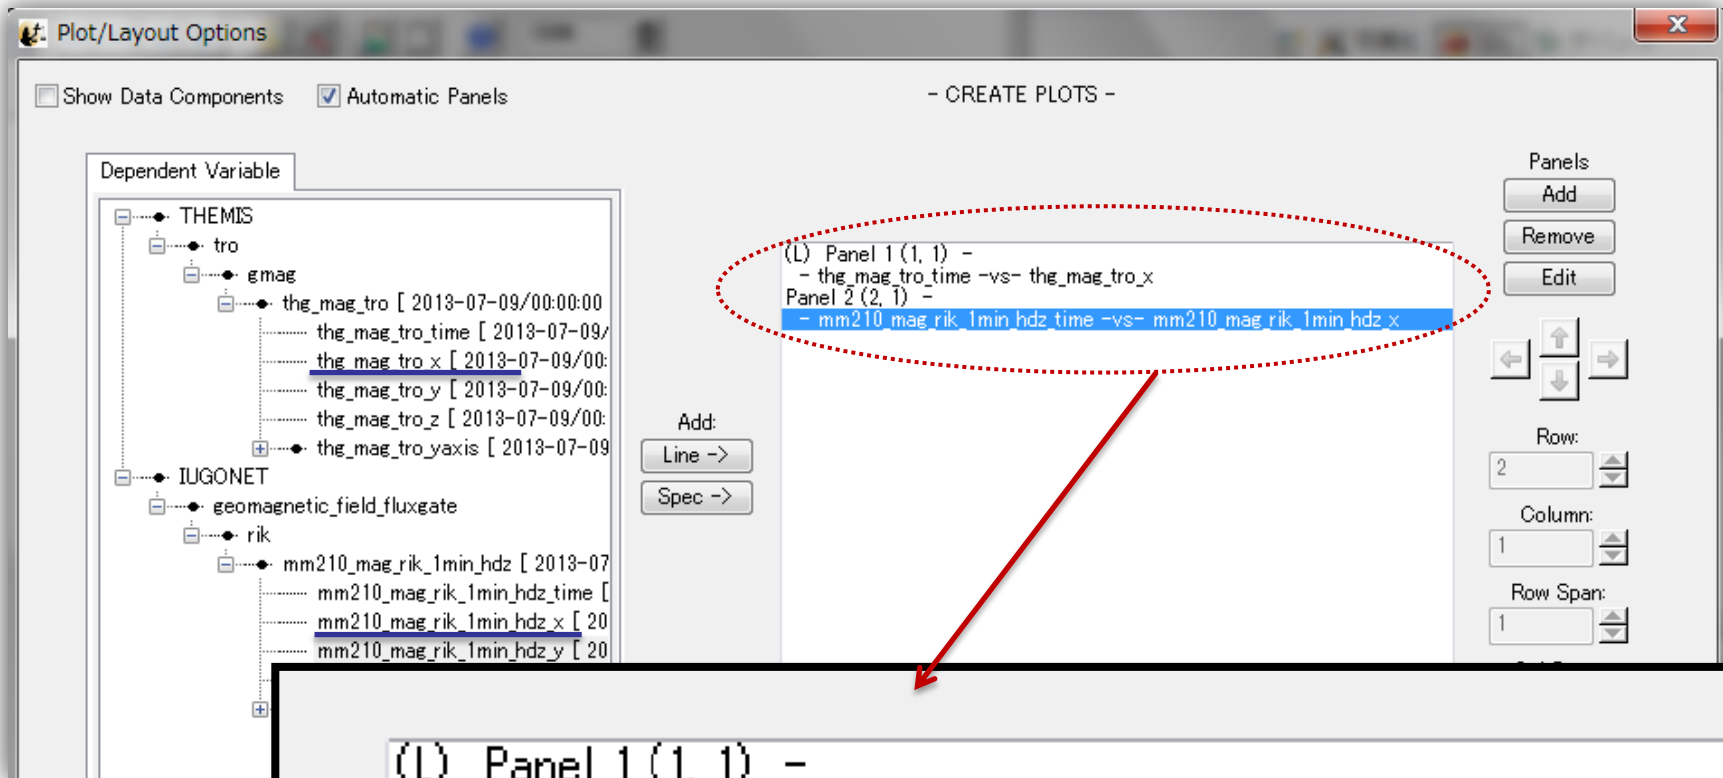 Plot/Layout Options
Show Data Components
Automatic Panels
- CREATE PLOTS -
Dependent Variable
THEMIS
tro
gmag
thg_mag_tro [ 2013-07-09/00:00:00
thg_mag_tro_time [ 2013-07-09/
thg_mag_tro_x [ 2013-07-09/00:
thg_mag_tro_y [ 2013-07-09/00:
thg_mag_tro_z [ 2013-07-09/00:
thg_mag_tro_yaxis [ 2013-07-09
IUGONET
geomagnetic_field_fluxgate
rik
mm210_mag_rik_1min_hdz [ 2013-07
mm210_mag_rik_1min_hdz_time [
mm210_mag_rik_1min_hdz_x [ 20
mm210_mag_rik_1min_hdz_y [ 20
Add:
Line ->
Spec ->
(L) Panel 1 (1, 1) -
- thg_mag_tro_time -vs- thg_mag_tro_x
Panel 2 (2, 1) -
- mm210_mag_rik_1min_hdz_time -vs- mm210_mag_rik_1min_hdz_x
Panels
Add
Remove
Edit
Row:
2
Column:
1
Row Span:
1
(L) Panel 1 (1, 1) -